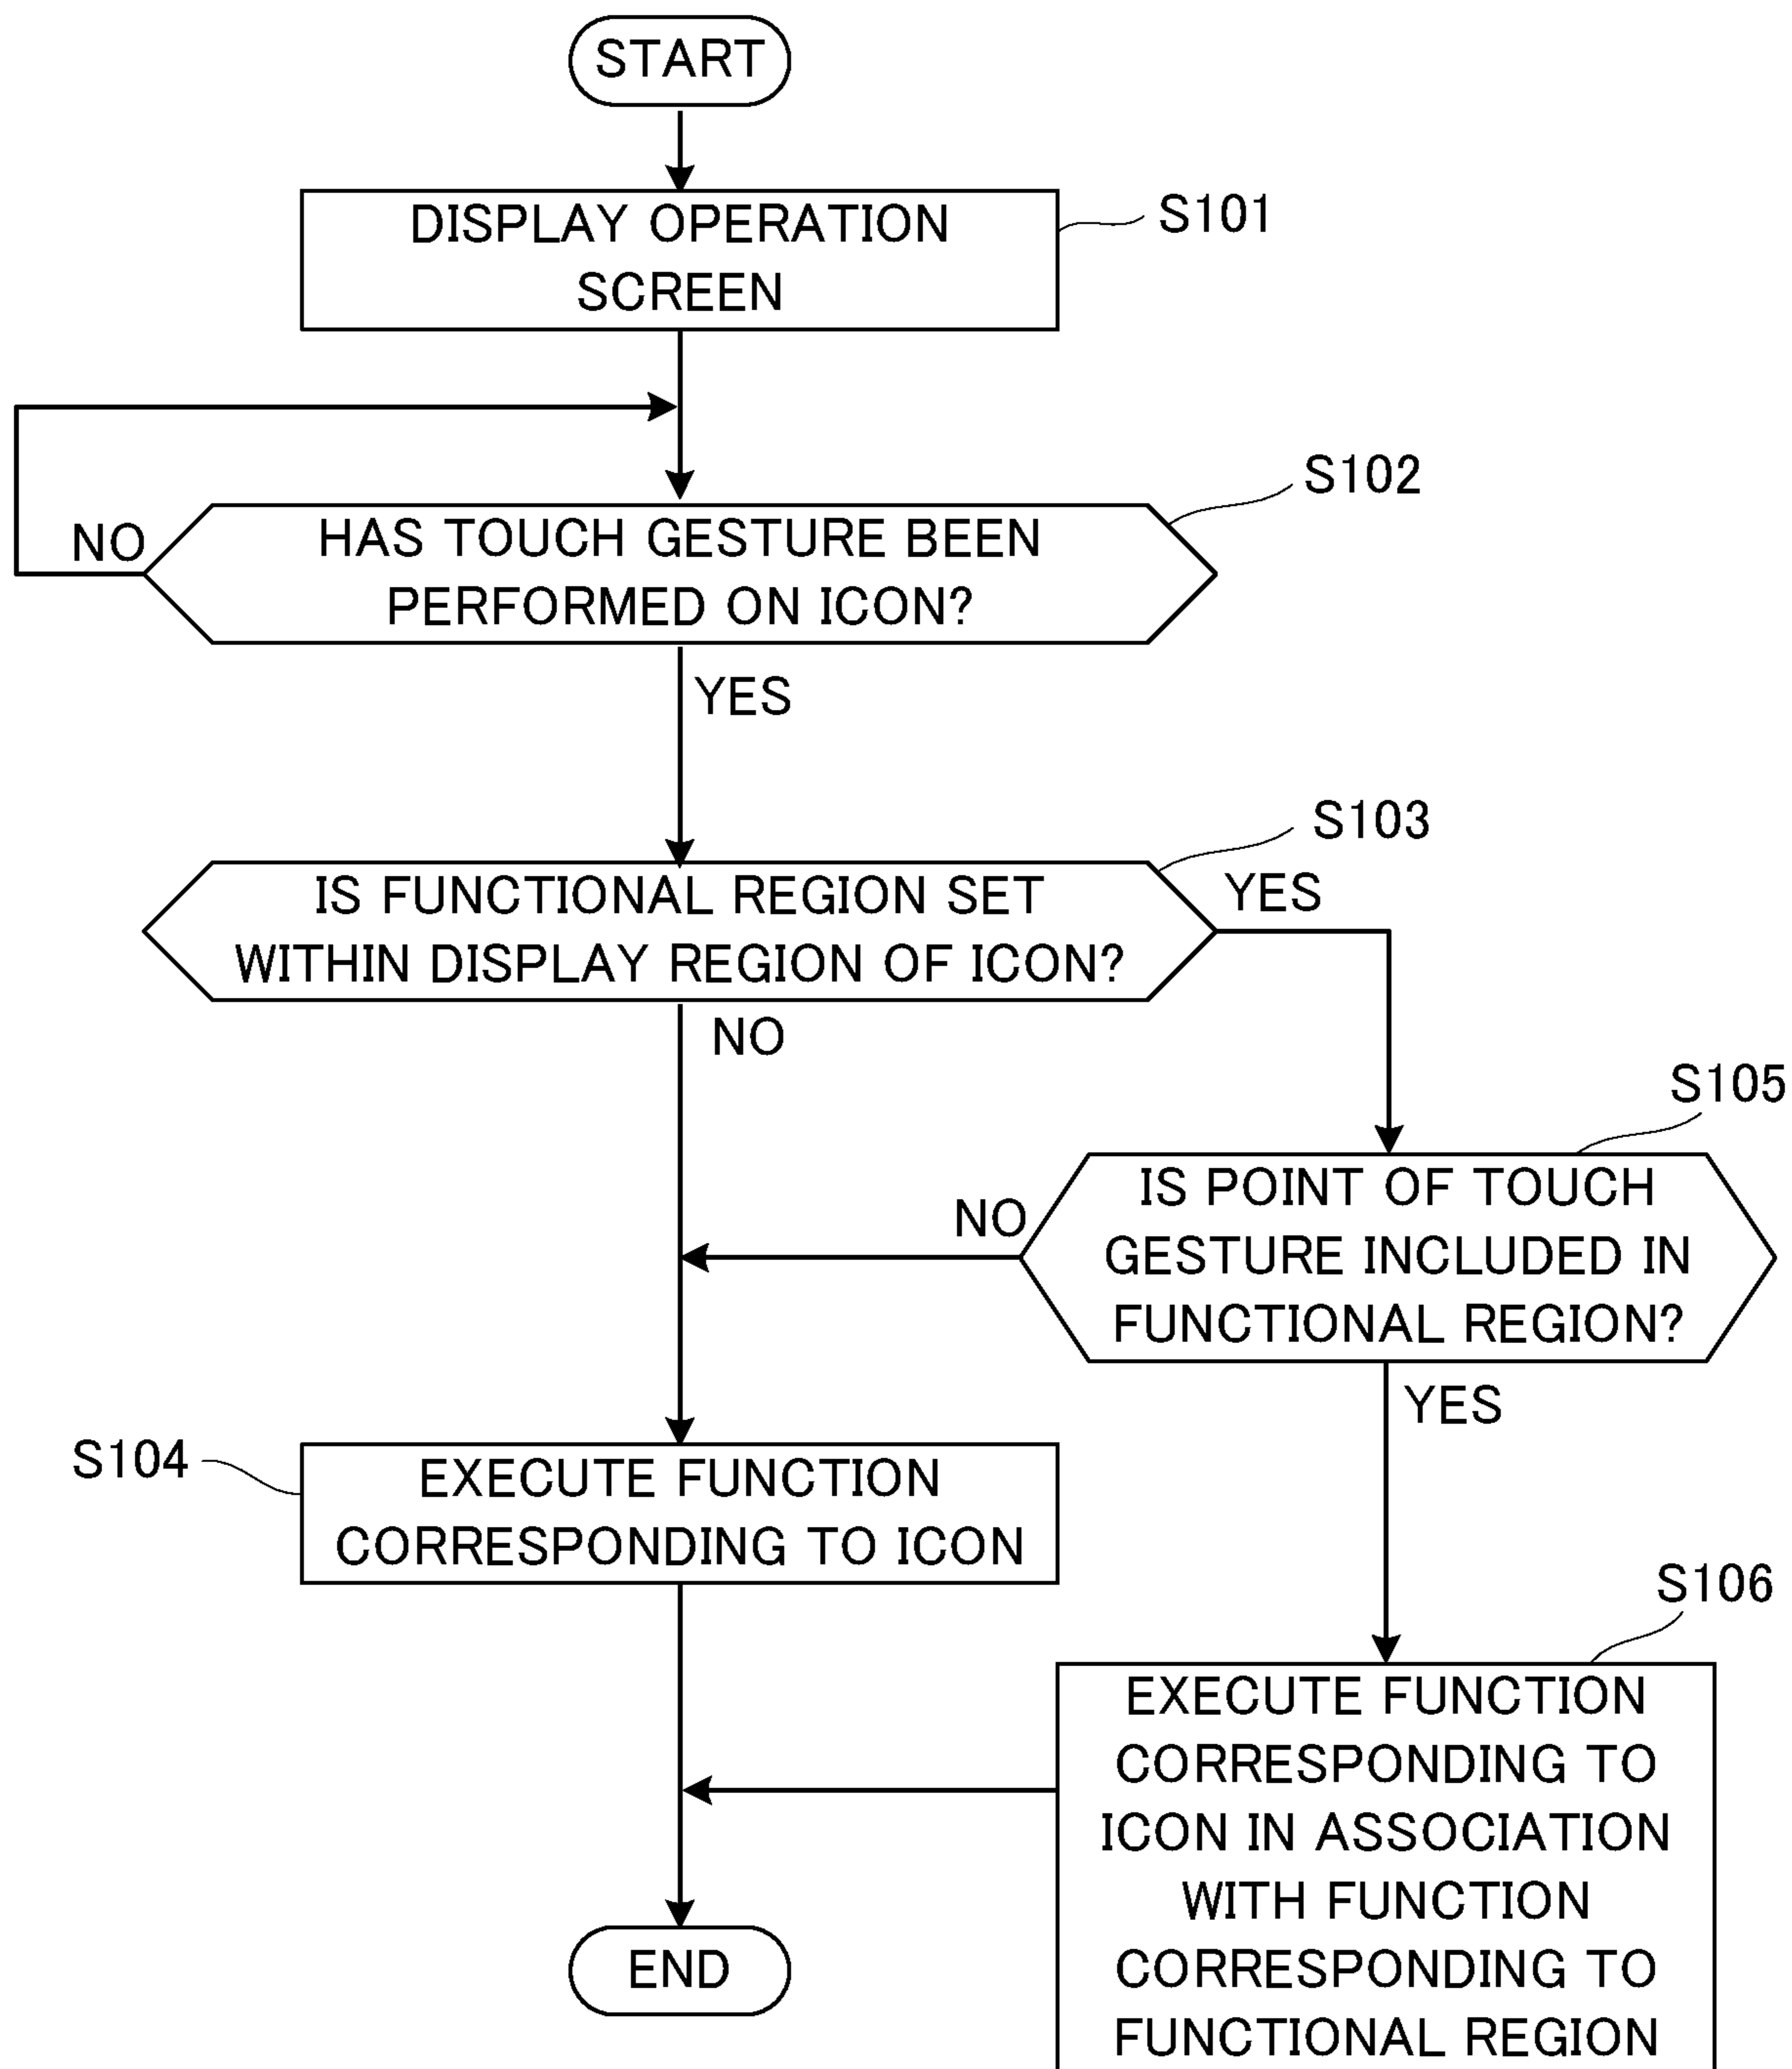 START
DISPLAY OPERATION
SCREEN
S101
S102
HAS TOUCH GESTURE BEEN
PERFORMED ON ICON?
NO
YES
S103
IS FUNCTIONAL REGION SET
WITHIN DISPLAY REGION OF ICON?
YES
NO
S105
IS POINT OF TOUCH
GESTURE INCLUDED IN
FUNCTIONAL REGION?
NO
YES
S104
EXECUTE FUNCTION
CORRESPONDING TO ICON
S106
EXECUTE FUNCTION
CORRESPONDING TO
ICON IN ASSOCIATION
WITH FUNCTION
CORRESPONDING TO
FUNCTIONAL REGION
END